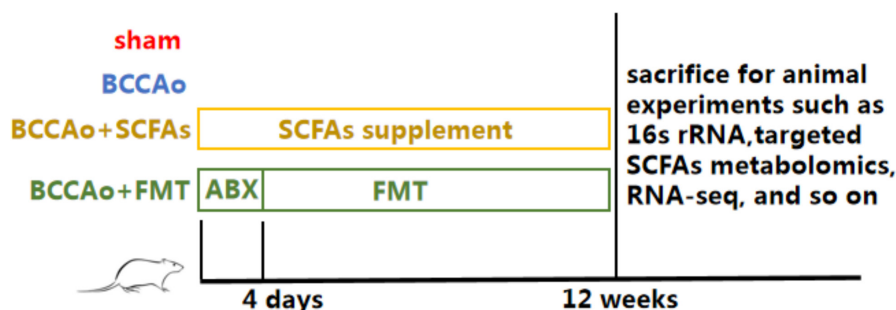 sham
BCCAo
BCCAo+SCFAs
SCFAs supplement
BCCAo+FMT
ABX
FMT
sacrifice for animal
experiments such as
16s rRNA,targeted
SCFAs metabolomics,
RNA-seq, and so on
4 days
12 weeks